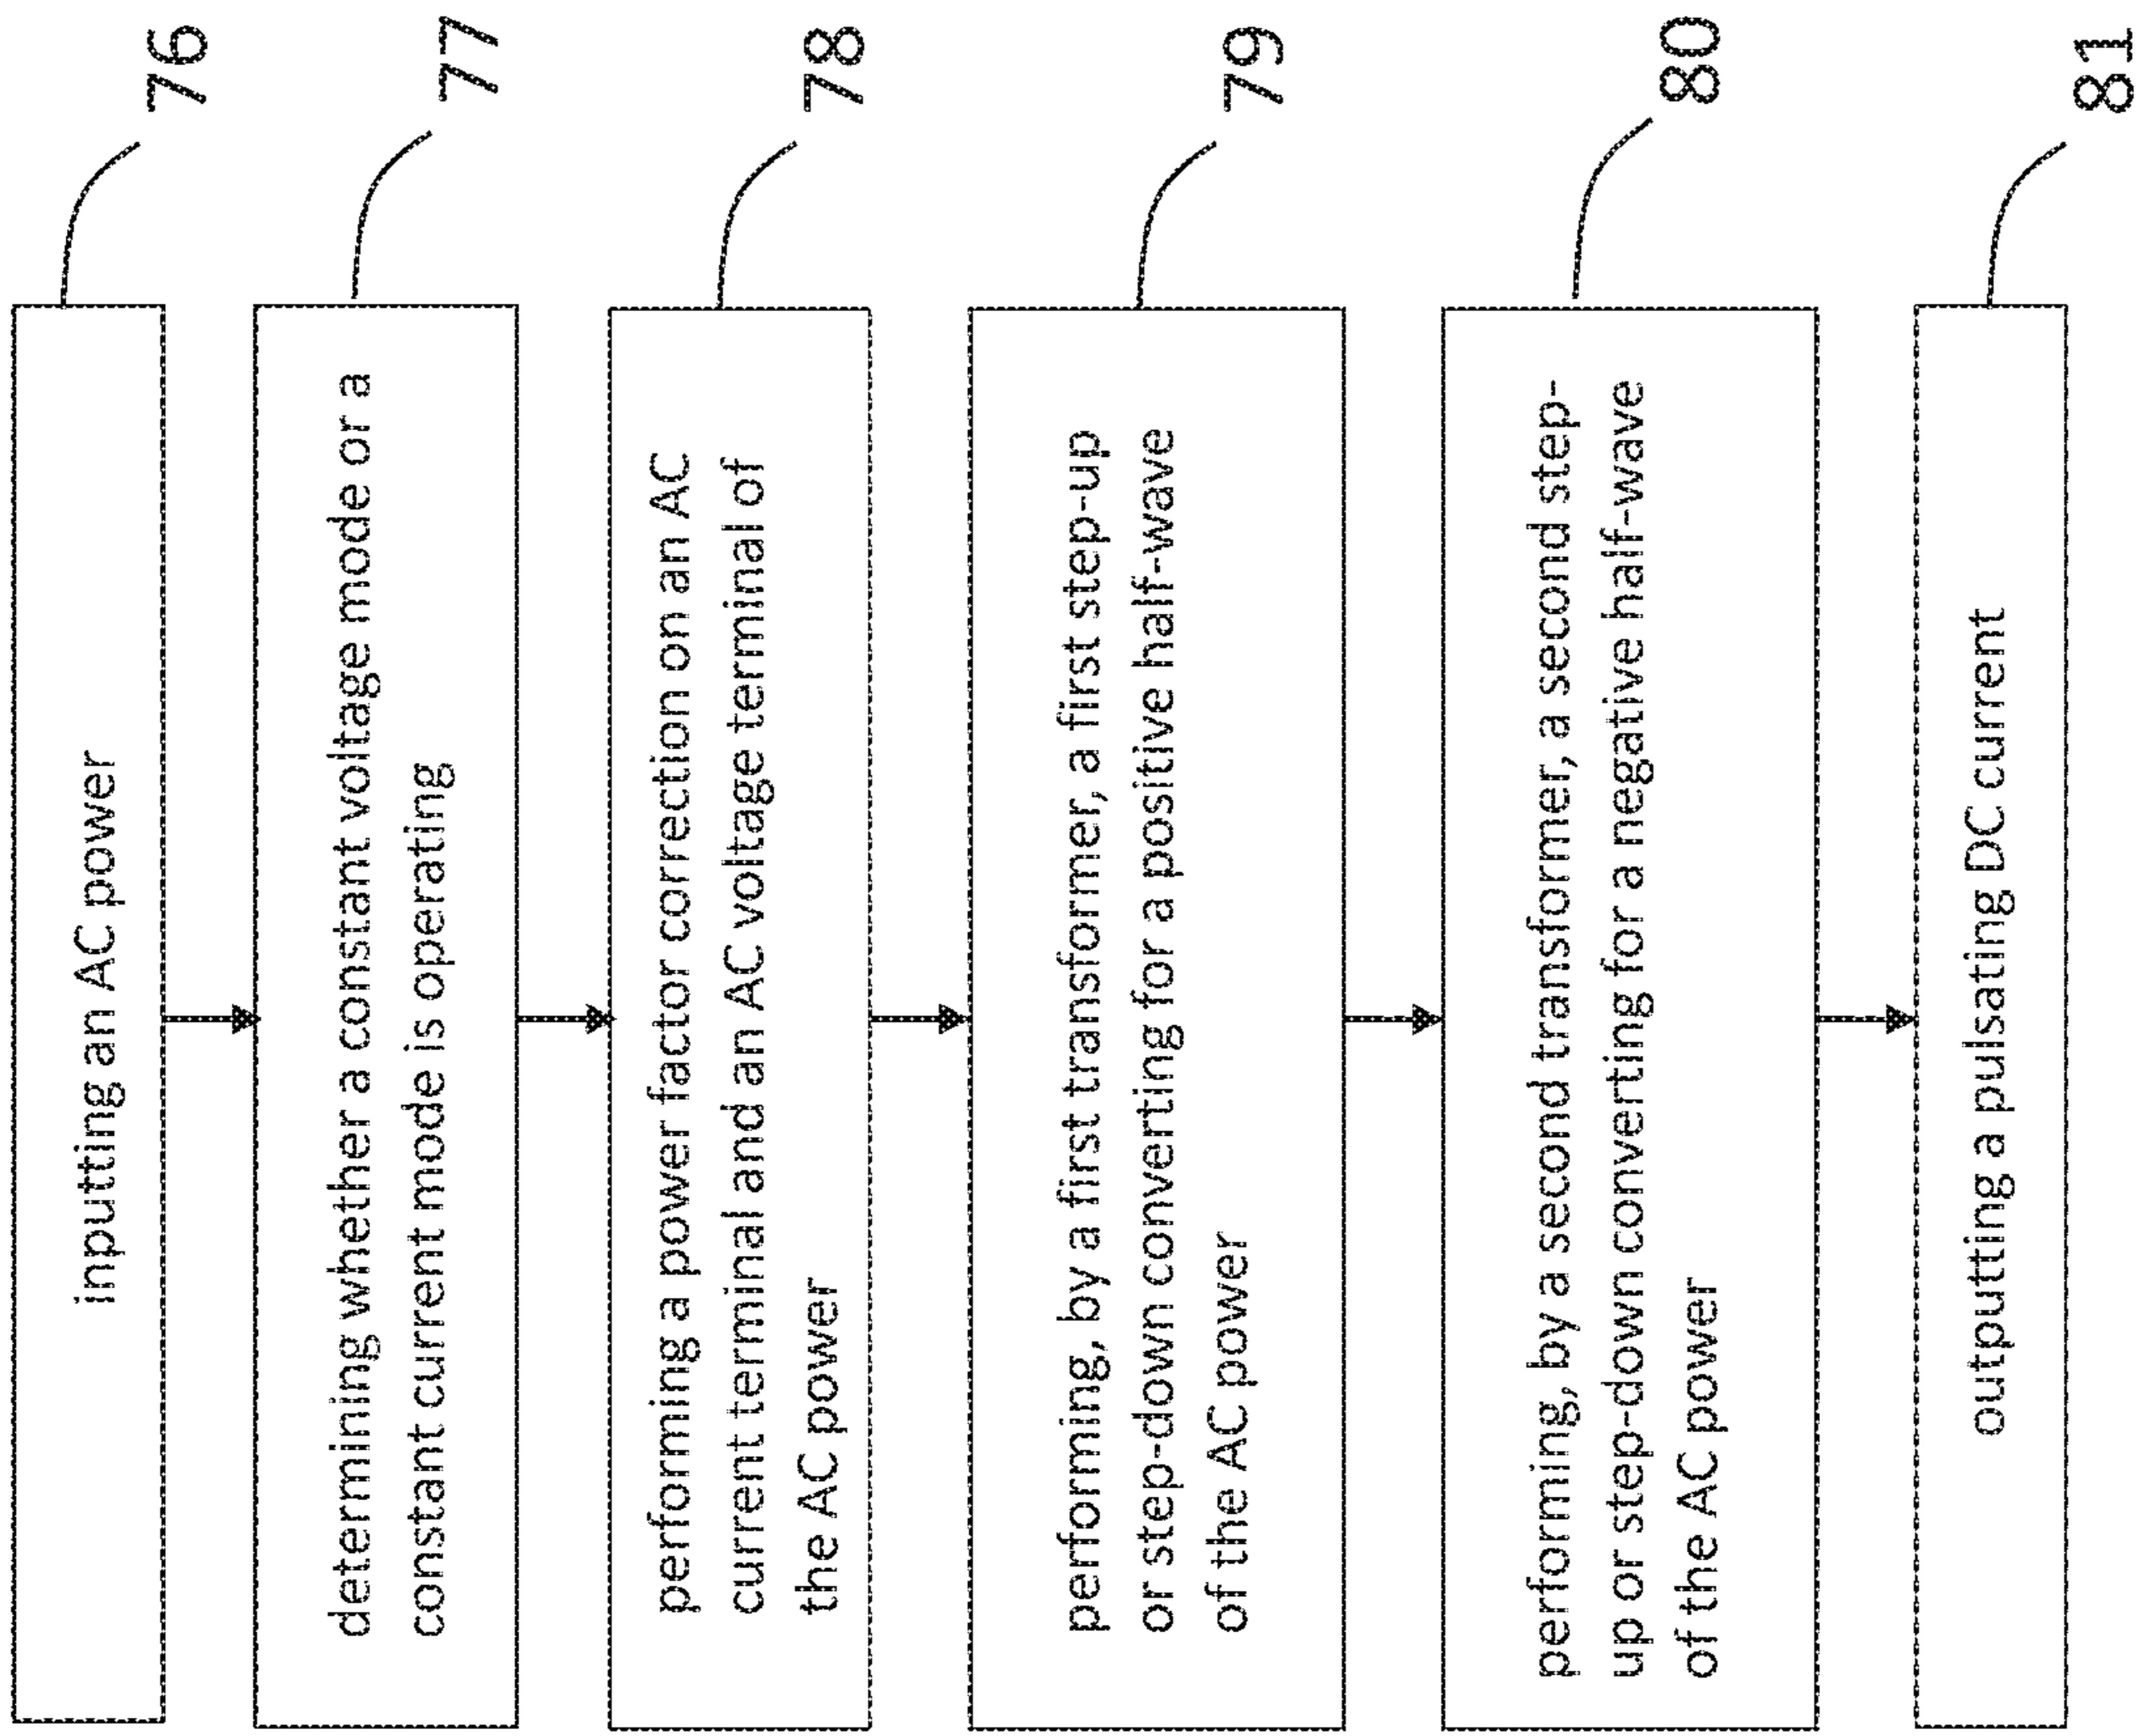 inputting an AC power
76
determining whether a constant voltage mode or a
constant current mode is operating
77
performing a power factor correction on an AC
current terminal and an AC voltage terminal of
the AC power
78
performing, by a first transformer, a first step-up
or step-down converting for a positive half-wave
of the AC power
79
performing, by a second transformer, a second step-
up or step-down converting for a negative half-wave
of the AC power
80
outputting a pulsating DC current
81